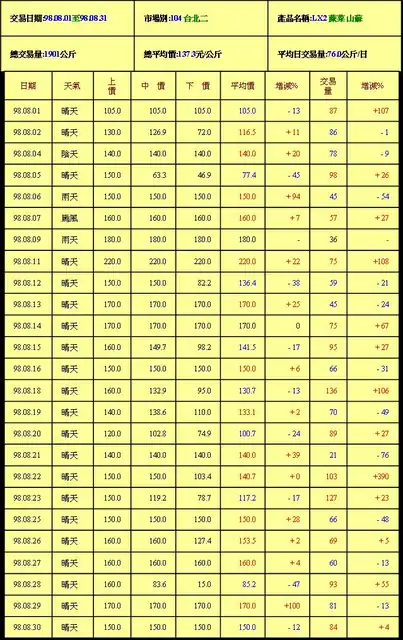 交易日期:98.08.01至98.08.31 市場別:104 台北二 產品名稱:LX2 蕨菜 山蘇
總交易量:1901公斤 總平均價:137.3元/公斤 平均日交易量:76.0公斤/日
日期 天氣 上價 中 價 下 價 平均價 增減% 交易量 增減%
98.08.01 晴天 105.0 105.0 105.0 105.0 - 13 87 +107
98.08.02 晴天 130.0 126.9 72.0 116.5 + 11 86 - 1
98.08.04 陰天 140.0 140.0 140.0 140.0 + 20 78 - 9
98.08.05 晴天 150.0 63.3 46.9 77.4 - 45 98 + 26
98.08.06 雨天 150.0 150.0 150.0 150.0 + 94 45 - 54
98.08.07 颱風 160.0 160.0 160.0 160.0 + 7 57 + 27
98.08.09 雨天 180.0 180.0 180.0 180.0 - 36 -
98.08.11 晴天 220.0 220.0 220.0 220.0 + 22 75 +108
98.08.12 晴天 150.0 150.0 82.2 136.4 - 38 59 - 21
98.08.13 晴天 170.0 170.0 170.0 170.0 + 25 45 - 24
98.08.14 晴天 170.0 170.0 170.0 170.0 0 75 + 67
98.08.15 晴天 160.0 149.7 98.2 141.5 - 17 95 + 27
98.08.16 晴天 150.0 150.0 150.0 150.0 + 6 66 - 31
98.08.18 晴天 160.0 132.9 95.0 130.7 - 13 136 +106
98.08.19 晴天 140.0 138.6 110.0 133.1 + 2 70 - 49
98.08.20 晴天 120.0 102.8 74.9 100.7 - 24 89 + 27
98.08.21 晴天 140.0 140.0 140.0 140.0 + 39 21 - 76
98.08.22 晴天 150.0 150.0 103.4 140.7 + 0 103 +390
98.08.23 晴天 150.0 119.2 78.7 117.2 - 17 127 + 23
98.08.25 晴天 150.0 150.0 150.0 150.0 + 28 66 - 48
98.08.26 晴天 160.0 160.0 127.4 153.5 + 2 69 + 5
98.08.27 晴天 160.0 160.0 160.0 160.0 + 4 60 - 13
98.08.28 晴天 160.0 83.6 15.0 85.2 - 47 93 + 55
98.08.29 晴天 170.0 170.0 170.0 170.0 +100 81 - 13
98.08.30 晴天 150.0 150.0 150.0 150.0 - 12 84 + 4